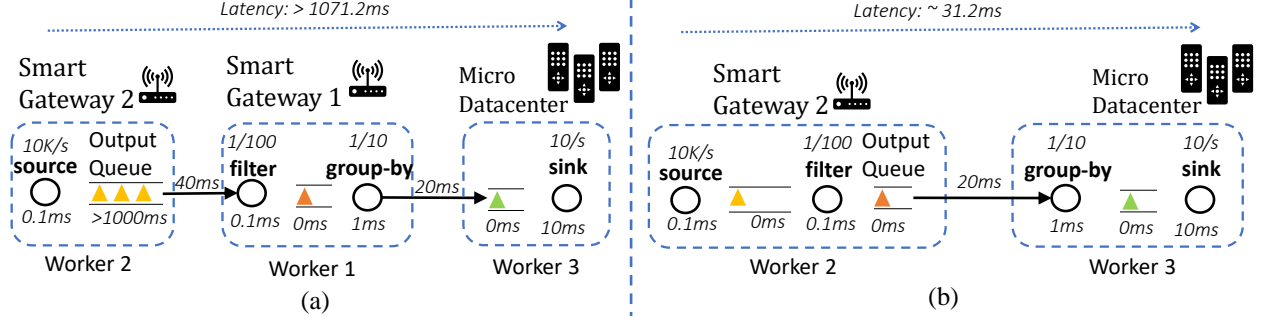 Latency: > 1071.2ms
Smart
Gateway 2
Smart
Gateway 1
Micro
Datacenter
10K/s
source
0.1ms
Output
Queue
>1000ms
40ms
1/100
filter
0.1ms
0ms
1/10
group-by
1ms
20ms
0ms
10/s
sink
10ms
Worker 2
Worker 1
Worker 3
(a)
Latency: ~ 31.2ms
Smart
Gateway 2
Micro
Datacenter
10K/s
source
0.1ms
0ms
1/100
filter
0.1ms
Output
Queue
0ms
20ms
1/10
group-by
1ms
0ms
10/s
sink
10ms
Worker 2
Worker 3
(b)